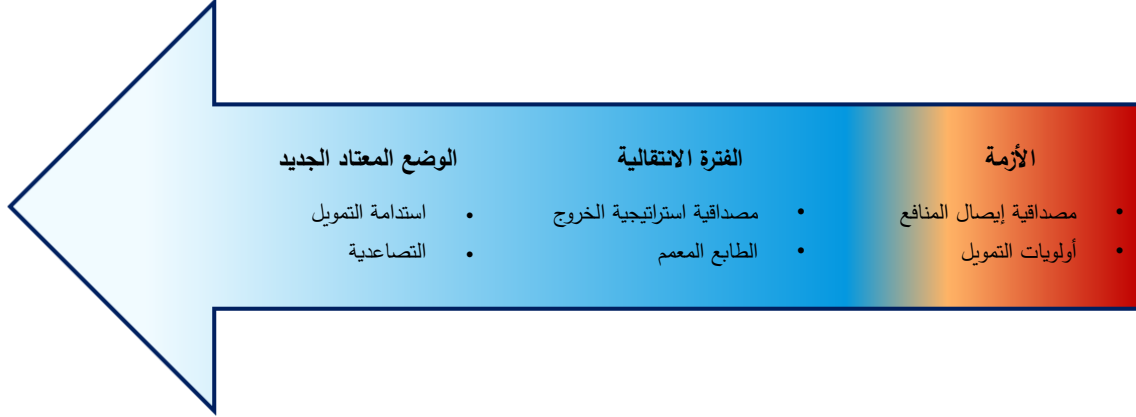 الأزمة
• مصداقية إيصال المنافع
• أولويات التمويل
الفترة الانتقالية
• مصداقية استراتيجية الخروج
• الطابع المعمم
الوضع المعتاد الجديد
• استدامة التمويل
• التصاعدية